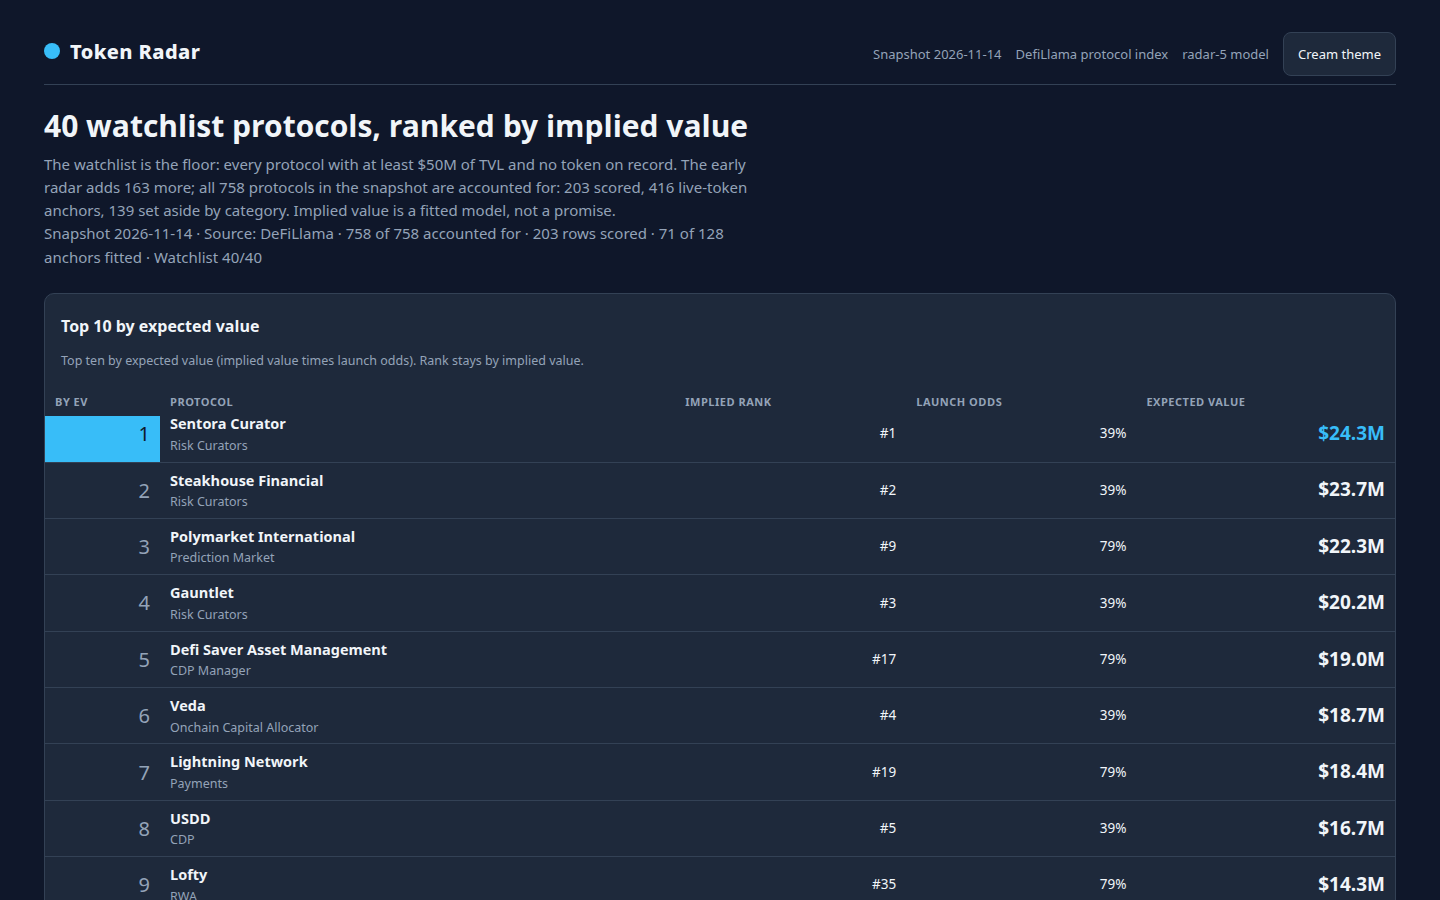 Token Radar
Snapshot 2026-11-14 DefiLlama protocol index radar-5 model Cream theme
40 watchlist protocols, ranked by implied value
The watchlist is the floor: every protocol with at least $50M of TVL and no token on record. The early
radar adds 163 more; all 758 protocols in the snapshot are accounted for: 203 scored, 416 live-token
anchors, 139 set aside by category. Implied value is a fitted model, not a promise.
Snapshot 2026-11-14 · Source: DeFiLlama · 758 of 758 accounted for · 203 rows scored · 71 of 128
anchors fitted · Watchlist 40/40
Top 10 by expected value
Top ten by expected value (implied value times launch odds). Rank stays by implied value.
BY EV PROTOCOL IMPLIED RANK LAUNCH ODDS EXPECTED VALUE
1 Sentora Curator #1 39% $24.3M
Risk Curators
2 Steakhouse Financial #2 39% $23.7M
Risk Curators
3 Polymarket International #9 79% $22.3M
Prediction Market
4 Gauntlet #3 39% $20.2M
Risk Curators
5 Defi Saver Asset Management #17 79% $19.0M
CDP Manager
6 Veda #4 39% $18.7M
Onchain Capital Allocator
7 Lightning Network #19 79% $18.4M
Payments
8 USDD #5 39% $16.7M
CDP
9 Lofty #35 79% $14.3M
RWA